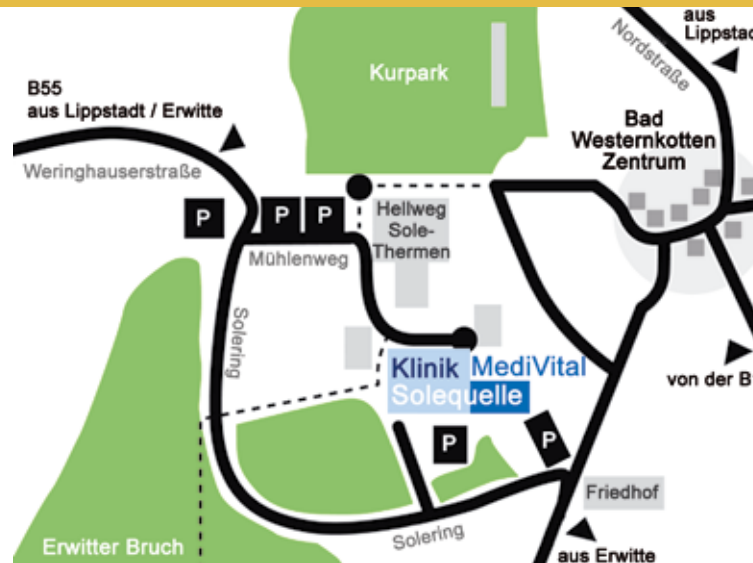 aus
Lippstad
Nordstraße
Kurpark
B55
aus Lippstadt / Erwitte
Bad
Westernkotten
Zentrum
Weringhauserstraße
P
P
P
Hellweg
Sole-
Thermen
Mühlenweg
Solering
Klinik MediVital
Solequelle
von der B
P
P
Friedhof
Solering
Erwitter Bruch
aus Erwitte